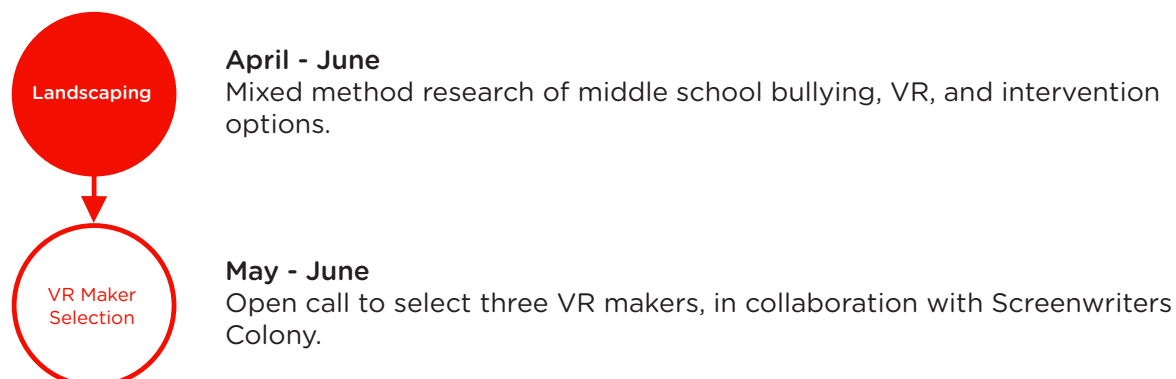 Landscaping
April - June
Mixed method research of middle school bullying, VR, and intervention
options.
VR Maker
Selection
May - June
Open call to select three VR makers, in collaboration with Screenwriters
Colony.